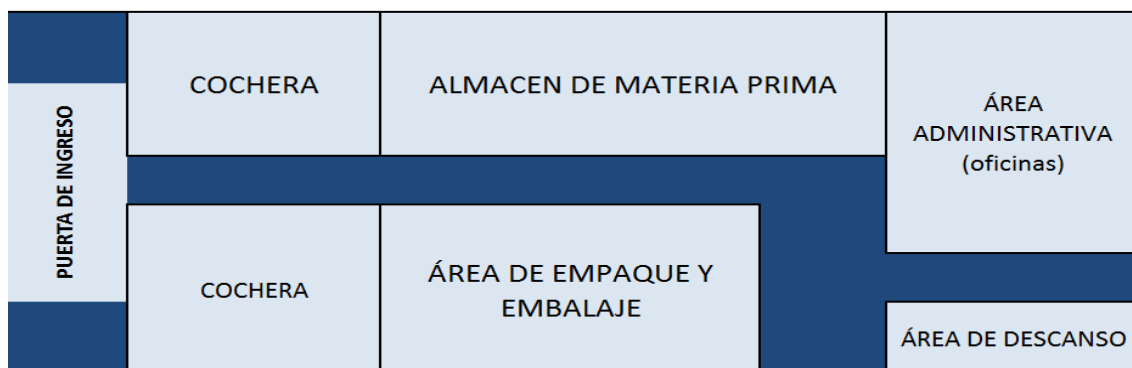 PUERTA DE INGRESO
COCHERA
ALMACEN DE MATERIA PRIMA
ÁREA
ADMINISTRATIVA
(oficinas)
COCHERA
ÁREA DE EMPAQUE Y
EMBALAJE
ÁREA DE DESCANSO